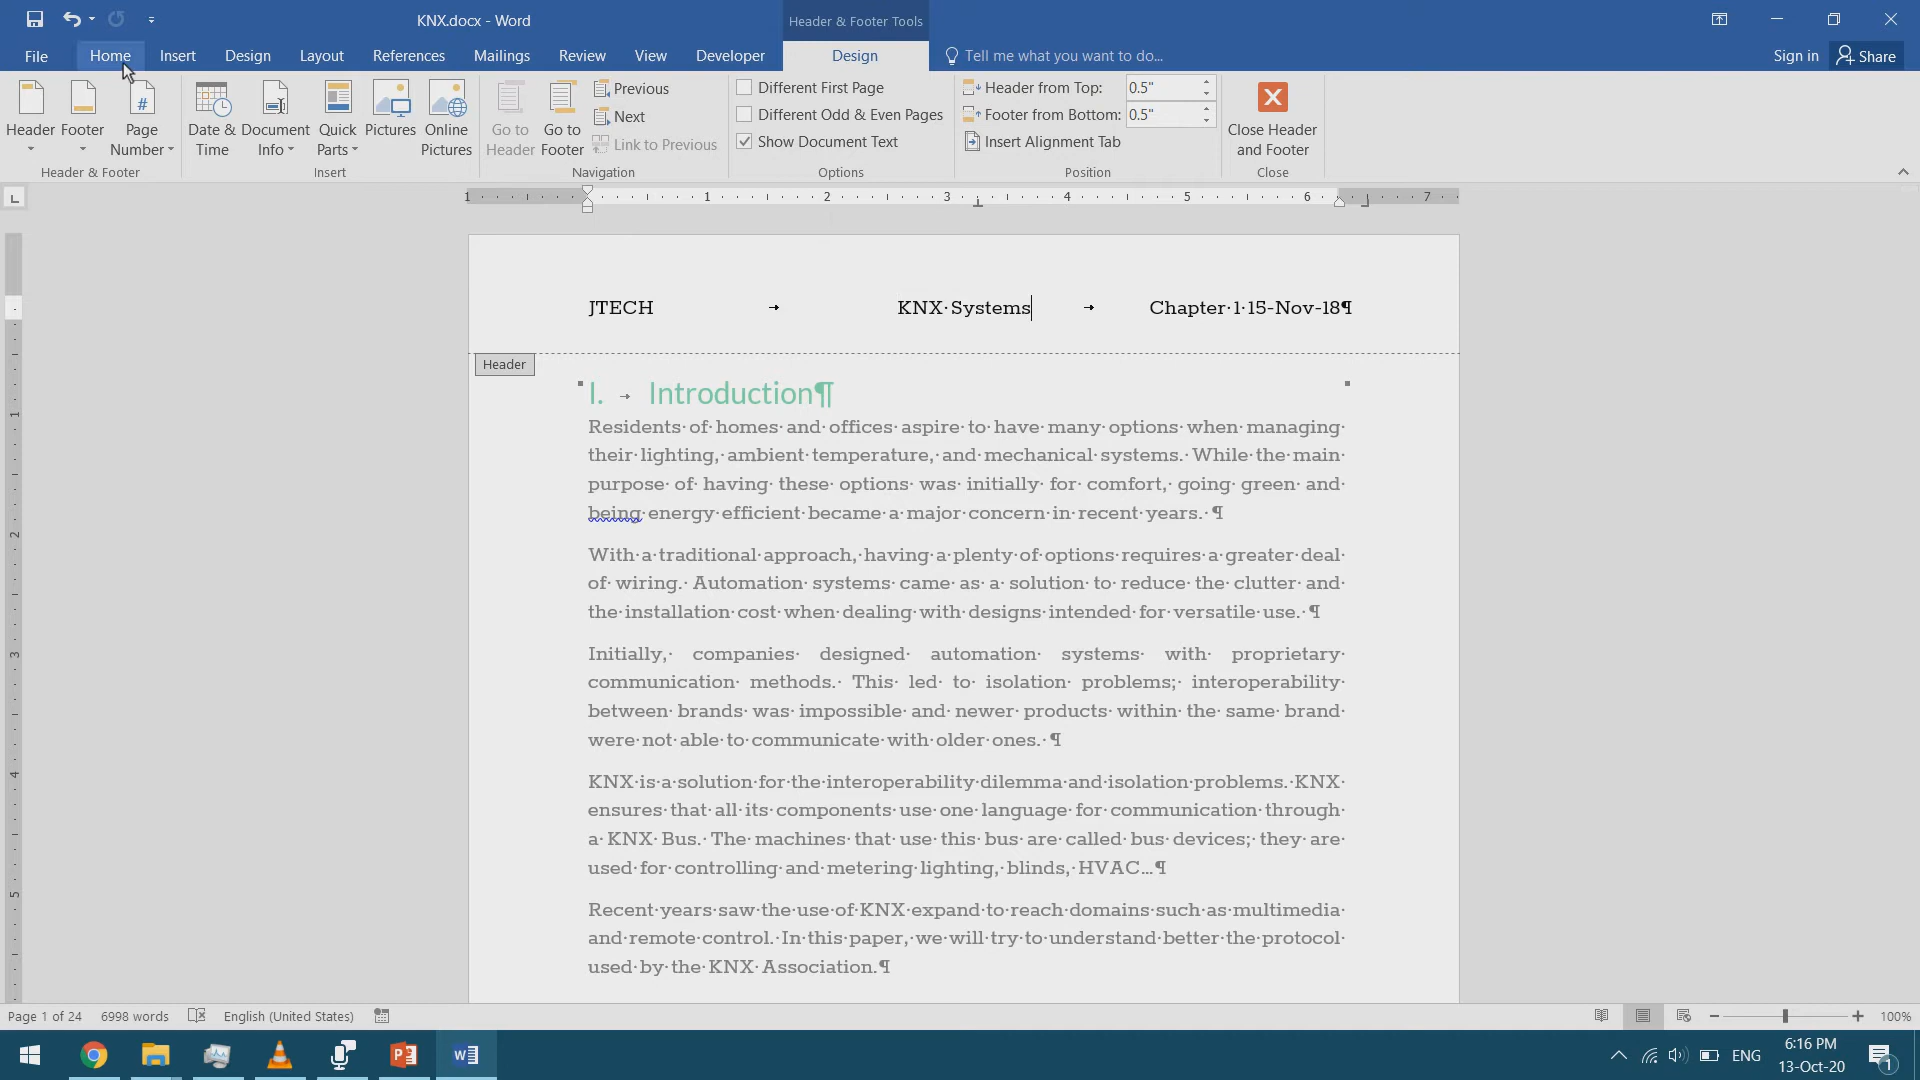 KNX.docx - Word
Header & Footer Tools
File
Home
Insert
Design
Layout
References
Mailings
Review
View
Developer
Design
Tell me what you want to do...
Sign in
Share
Header
Footer
Page
Number
Header & Footer
Date &
Time
Document
Info
Quick
Parts
Pictures
Online
Pictures
Insert
Go to
Header
Go to
Footer
Previous
Next
Link to Previous
Navigation
Different First Page
Different Odd & Even Pages
Show Document Text
Options
Header from Top: 0.5"
Footer from Bottom: 0.5"
Insert Alignment Tab
Position
Close Header
and Footer
Close
1 1 2 3 4 5 6 7
JTECH → KNX·Systems → Chapter·1·15-Nov-18¶
Header
I. → Introduction¶
Residents· of· homes· and· offices· aspire· to· have· many· options· when· managing·
their· lighting,· ambient· temperature,· and· mechanical· systems.· While· the· main·
purpose· of· having· these· options· was· initially· for· comfort,· going· green· and·
being·energy·efficient·became·a·major·concern·in·recent·years.·¶
With·a·traditional·approach,·having·a·plenty·of·options·requires·a·greater·deal·
of· wiring.· Automation· systems· came· as· a· solution· to· reduce· the· clutter· and·
the·installation·cost·when·dealing·with·designs·intended·for·versatile·use.·¶
Initially,· companies· designed· automation· systems· with· proprietary·
communication· methods.· This· led· to· isolation· problems;· interoperability·
between· brands· was· impossible· and· newer· products· within· the· same· brand·
were·not·able·to·communicate·with·older·ones.·¶
KNX·is·a·solution·for·the·interoperability·dilemma·and·isolation·problems.·KNX·
ensures· that· all· its· components· use· one· language· for· communication· through·
a· KNX· Bus.· The· machines· that· use· this· bus· are· called· bus· devices;· they· are·
used·for·controlling·and·metering·lighting,·blinds,·HVAC…¶
Recent·years·saw·the·use·of·KNX·expand·to·reach·domains·such·as·multimedia·
and·remote·control.·In·this·paper,·we·will·try·to·understand·better·the·protocol·
used·by·the·KNX·Association.¶
1
2
3
4
5
Page 1 of 24
6998 words
English (United States)
100%
ENG
6:16 PM
13-Oct-20
1